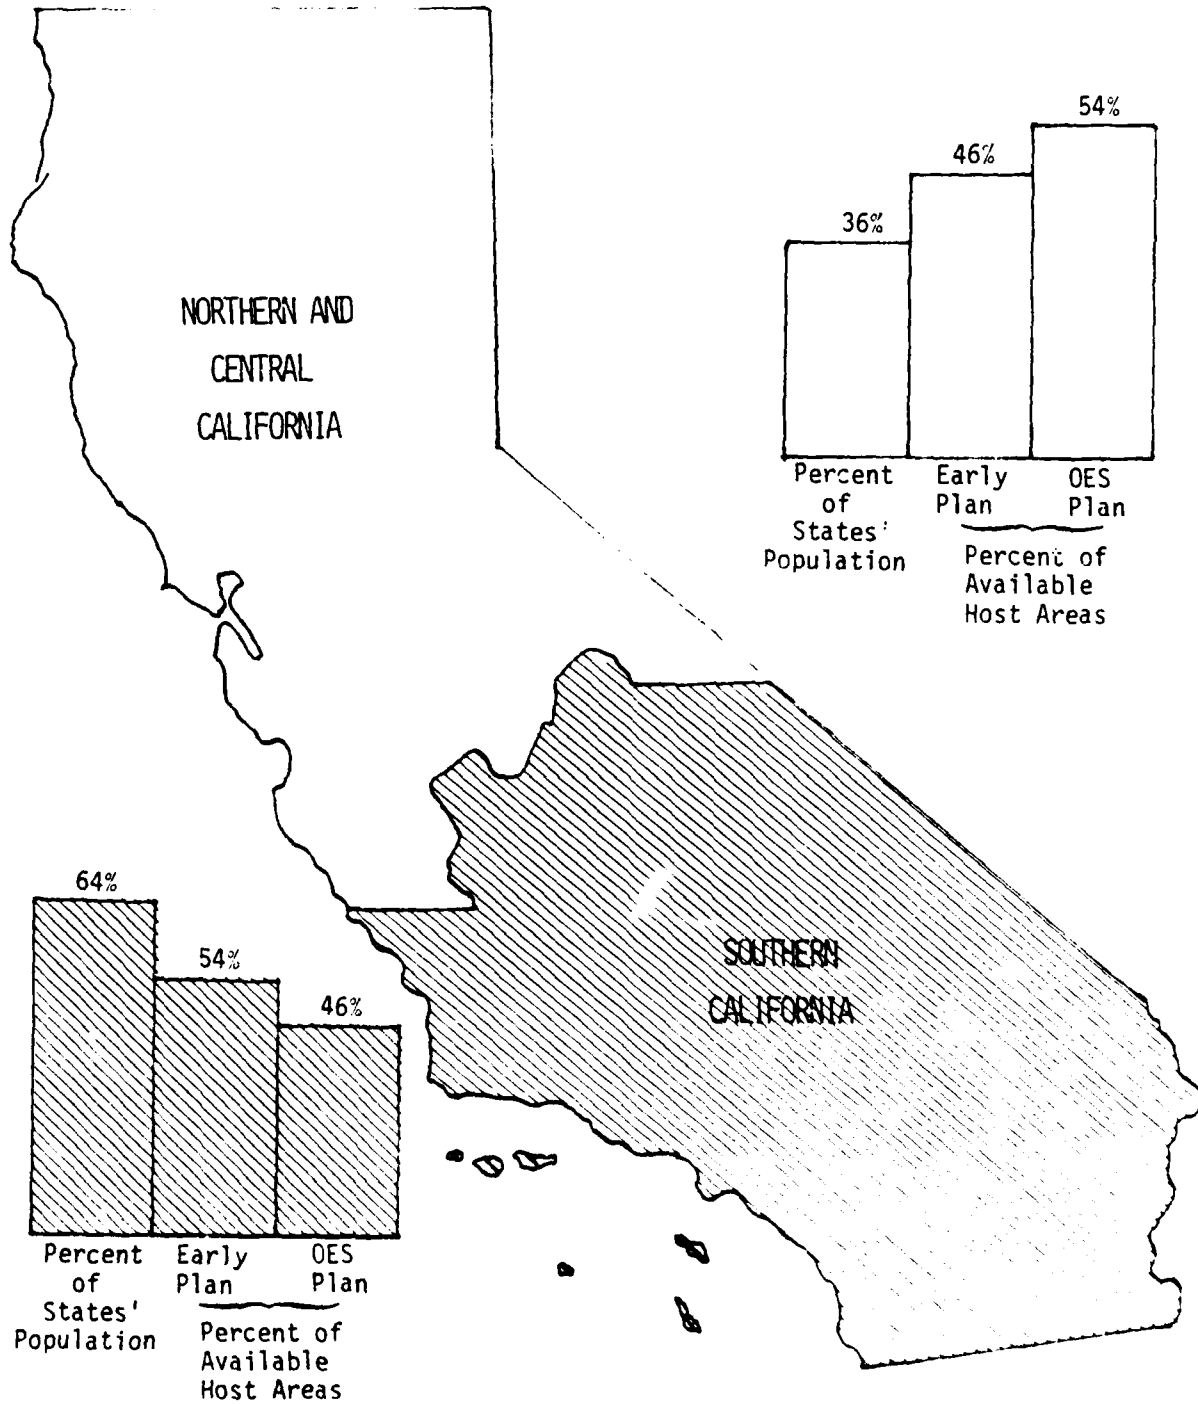 54%
46%
36%
NORTHERN AND
CENTRAL
CALIFORNIA
Percent
of
States'
Population
Early
Plan
OES
Plan
Percent of
Available
Host Areas
64%
54%
46%
SOUTHERN
CALIFORNIA
Percent
of
States'
Population
Early
Plan
OES
Plan
Percent of
Available
Host Areas